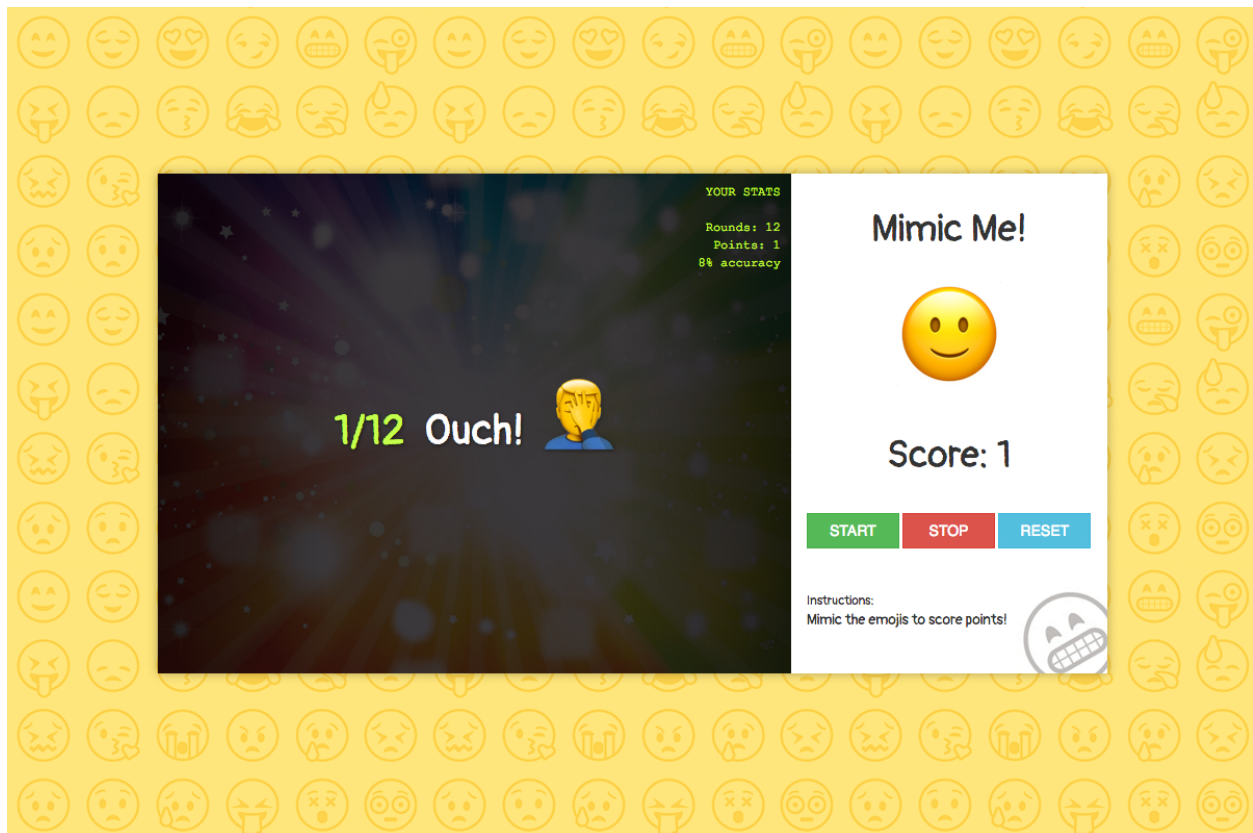 YOUR STATS
Rounds: 12
Points: 1
8% accuracy
1/12 Ouch!
Mimic Me!
Score: 1
START STOP RESET
Instructions:
Mimic the emojis to score points!